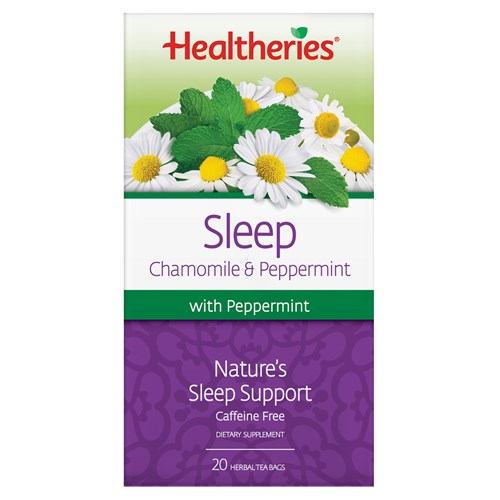 Healtheries®
Sleep
Chamomile & Peppermint
with Peppermint
Nature's
Sleep Support
Caffeine Free
DIETARY SUPPLEMENT
20 HERBAL TEA BAGS